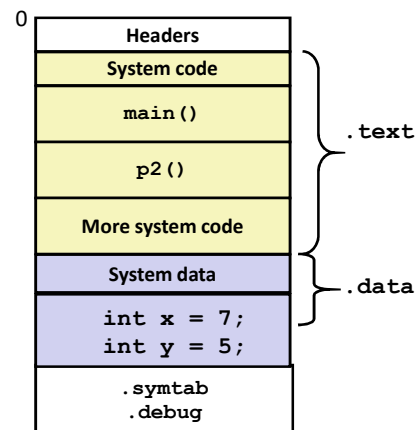 0
Headers
System code
main()
p2()
More system code
.text
System data
.data
int x = 7;
int y = 5;
.symtab
.debug